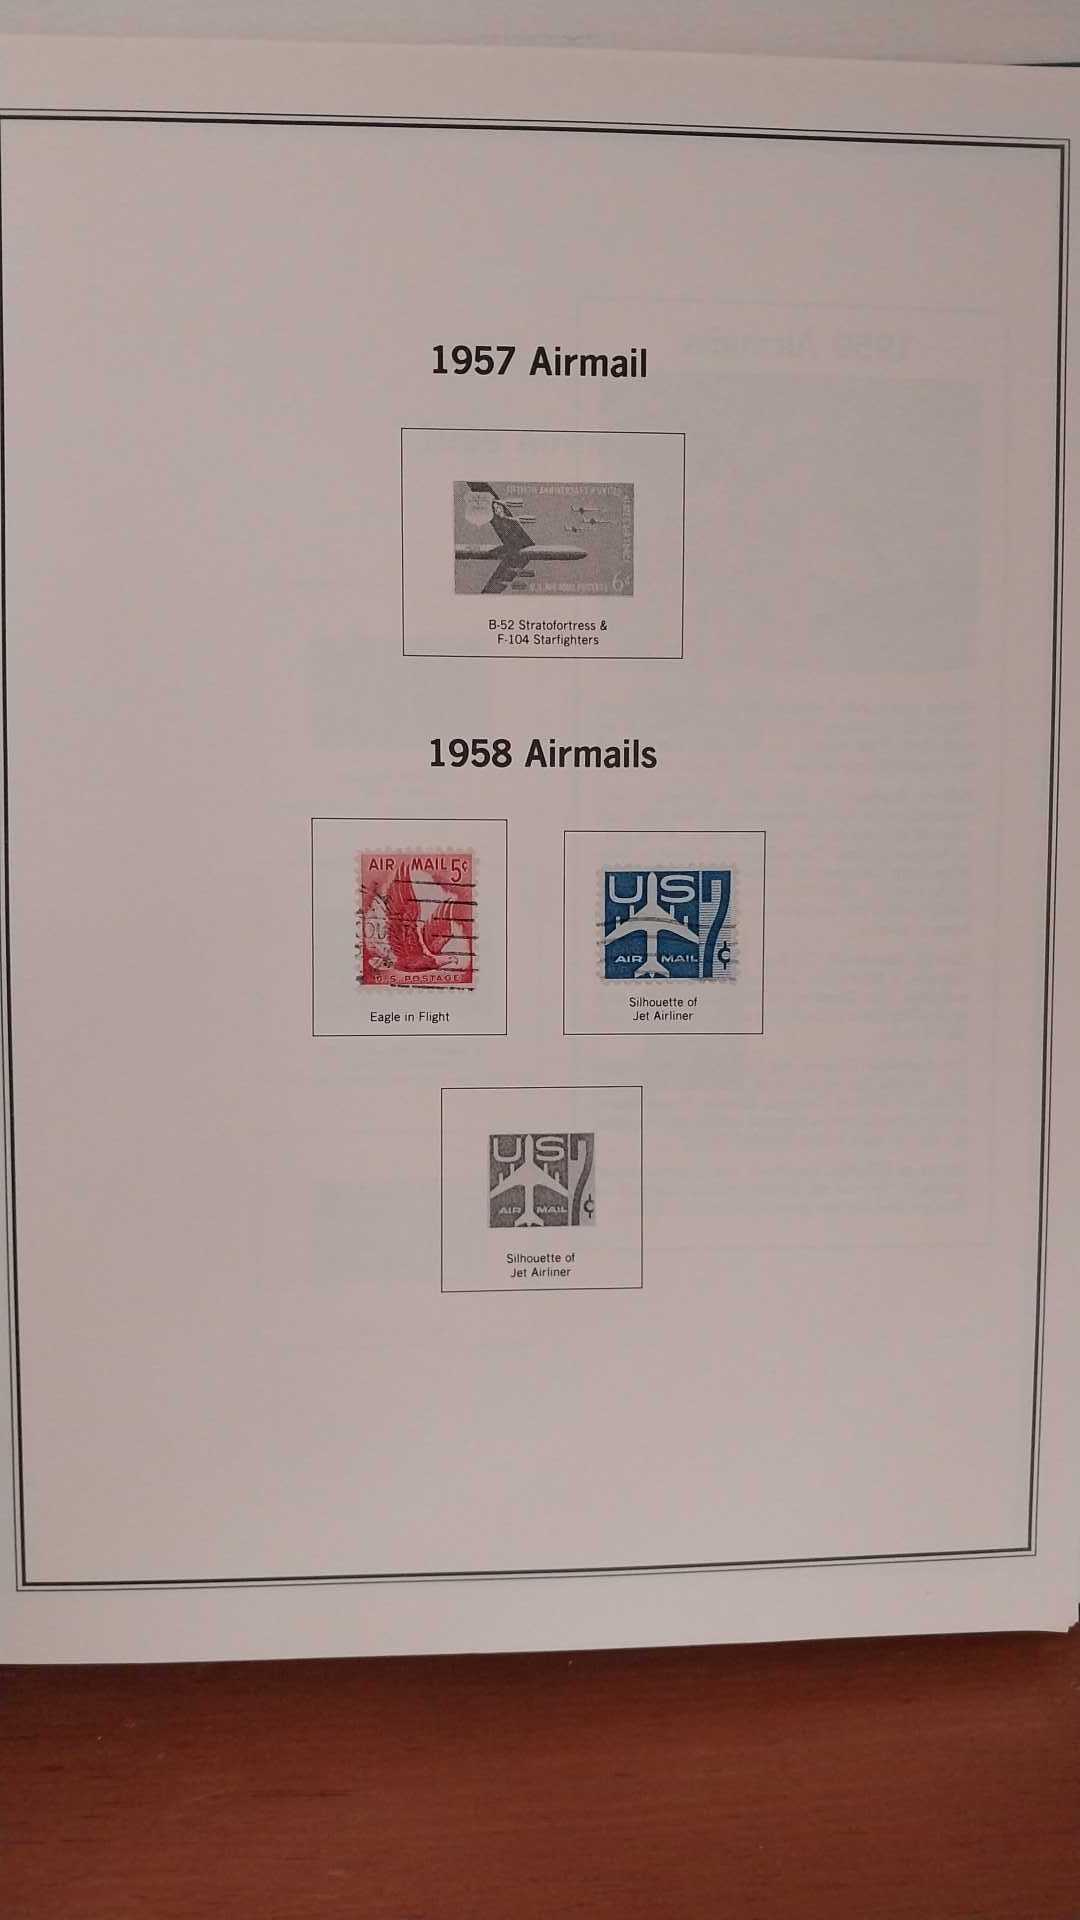 1957 Airmail
6¢
B-52 Stratofortress &
F-104 Starfighters
1958 Airmails
AIR MAIL 5¢
U.S. POSTAGE
Eagle in Flight
US 7¢
AIR MAIL
Silhouette of
Jet Airliner
US 7¢
AIR MAIL
Silhouette of
Jet Airliner